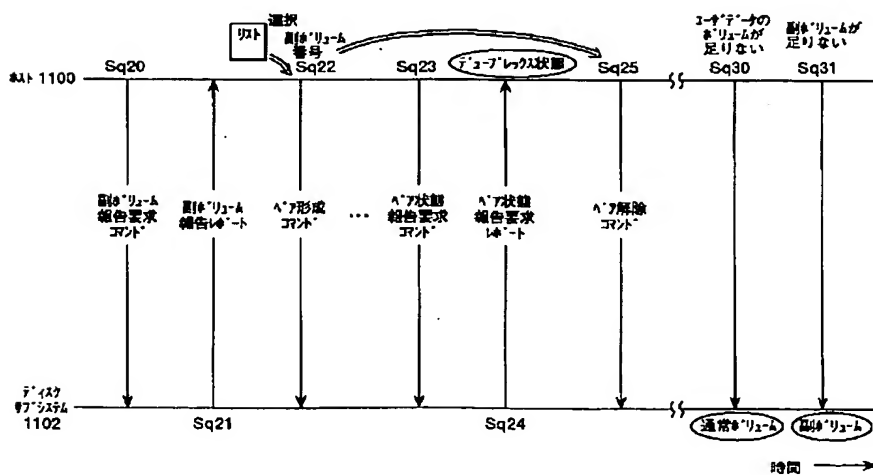 選択
リスト
副ボリューム
番号
ユーザデータの
ボリュームが
足りない
副ボリュームが
足りない
ホスト 1100
Sq20
Sq22
Sq23
デュープレックス状態
Sq25
Sq30
Sq31
副ボリューム
報告要求
コマンド
副ボリューム
報告レポート
ペア形成
コマンド
…
ペア状態
報告要求
コマンド
ペア状態
報告要求
レポート
ペア解除
コマンド
ディスク
サブシステム
1102
Sq21
Sq24
通常ボリューム
副ボリューム
時間